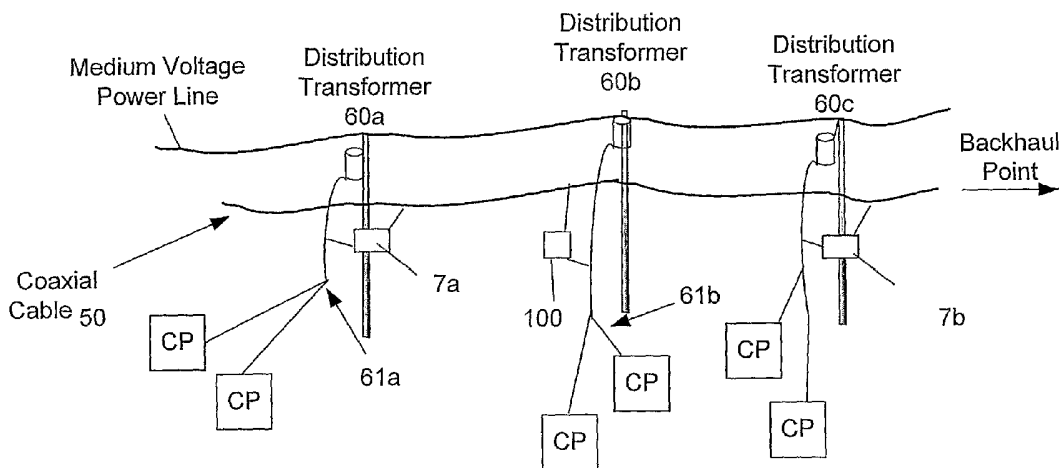 Medium Voltage
Power Line
Distribution
Transformer
60a
Distribution
Transformer
60b
Distribution
Transformer
60c
Backhaul
Point
Coaxial
Cable 50
7a
100
61b
7b
61a
CP
CP
CP
CP
CP
CP